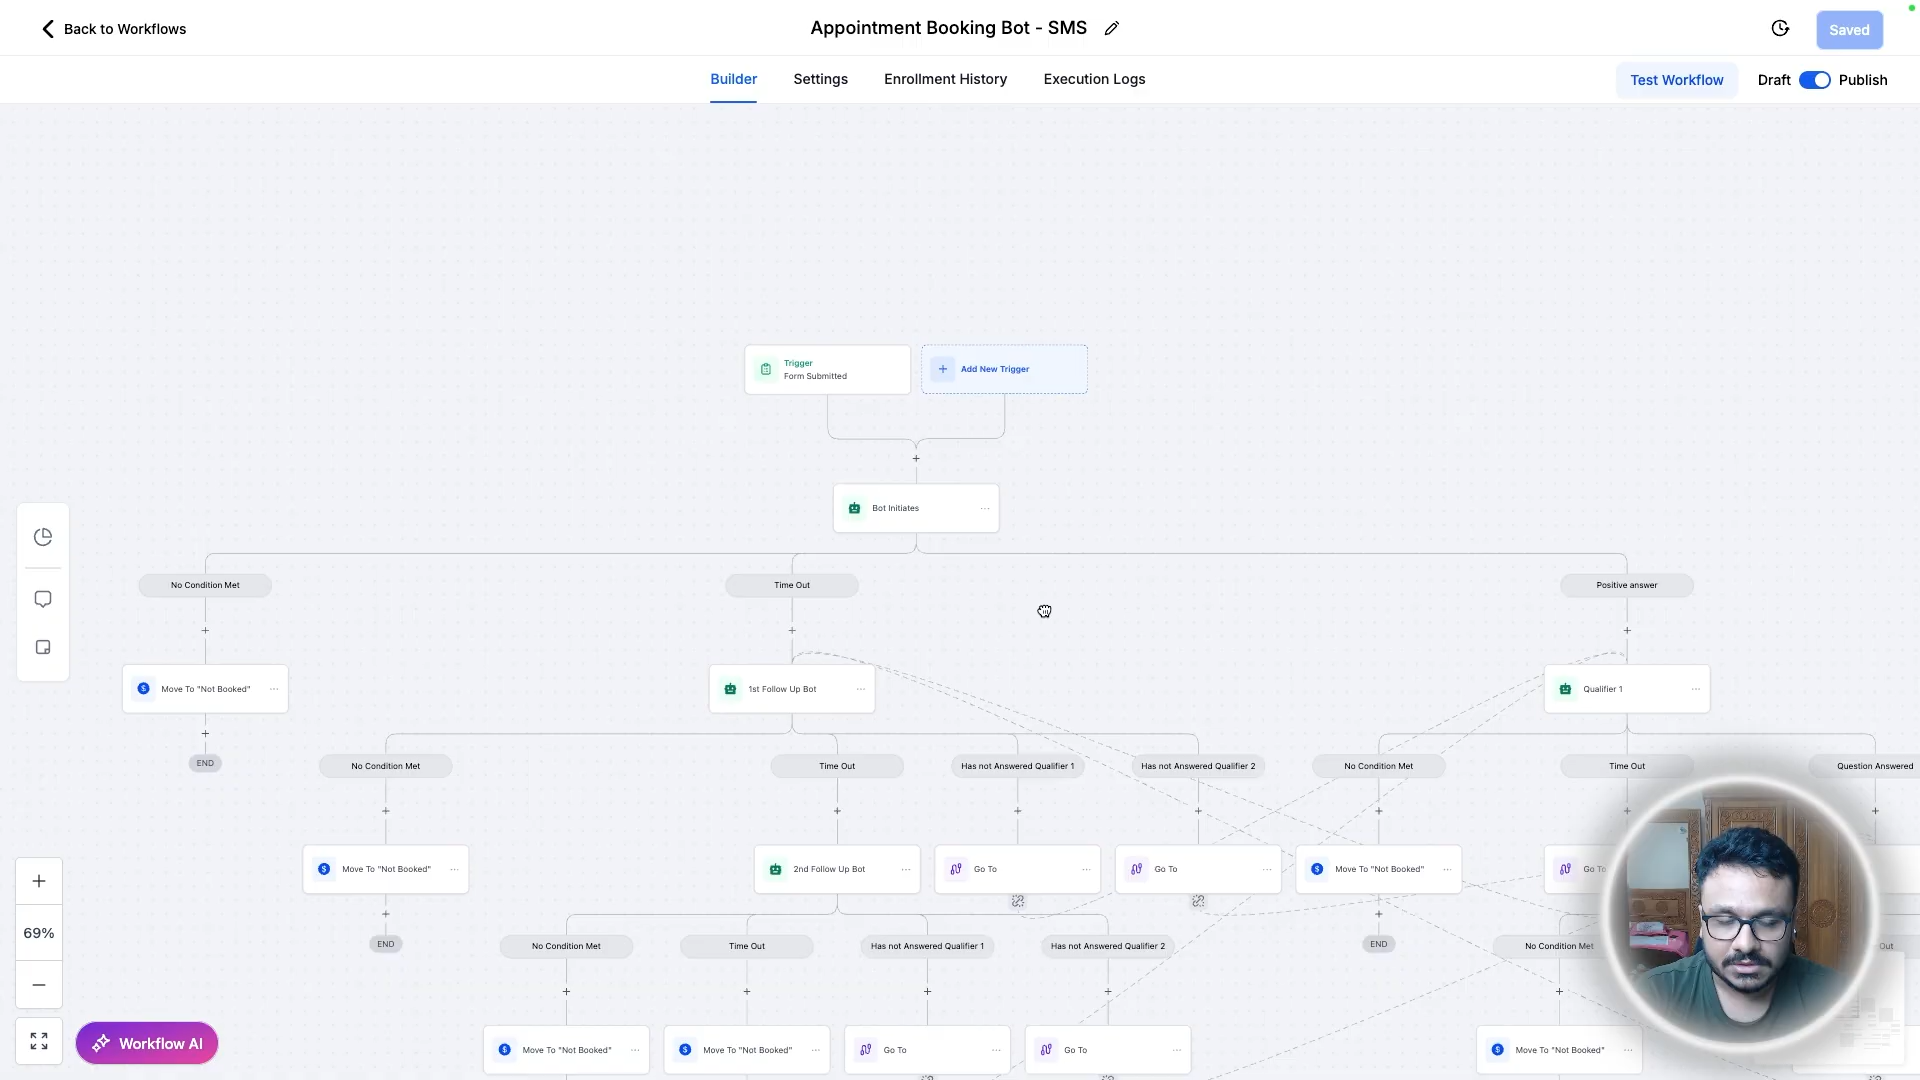 Back to Workflows
Appointment Booking Bot - SMS
Saved
Builder
Settings
Enrollment History
Execution Logs
Test Workflow
Draft
Publish
Trigger
Form Submitted
Add New Trigger
Bot Initiates
No Condition Met
Time Out
Positive answer
Move To "Not Booked"
1st Follow Up Bot
Qualifier 1
END
No Condition Met
Time Out
Has not Answered Qualifier 1
Has not Answered Qualifier 2
No Condition Met
Time Out
Question Answered
Move To "Not Booked"
2nd Follow Up Bot
Go To
Go To
Move To "Not Booked"
Go To
END
END
No Condition Met
Time Out
Has not Answered Qualifier 1
Has not Answered Qualifier 2
No Condition Met
Out
69%
Workflow AI
Move To "Not Booked"
Move To "Not Booked"
Go To
Go To
Move To "Not Booked"